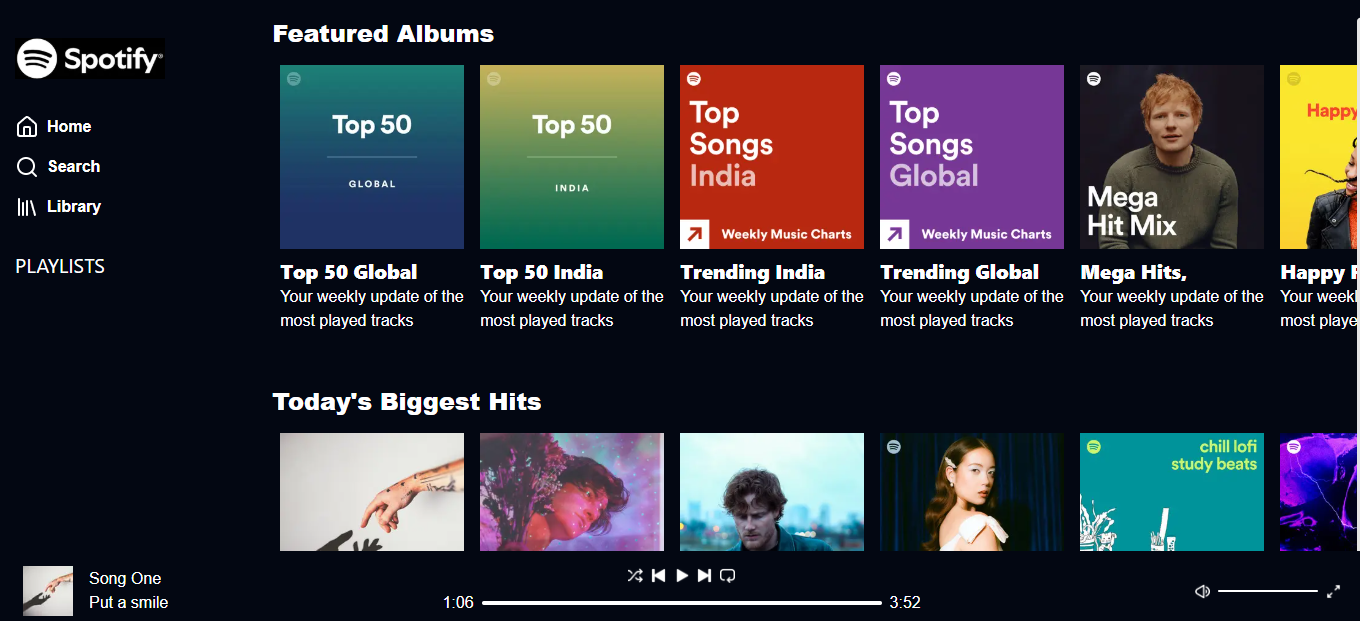 Spotify
Home
Search
Library
PLAYLISTS
Featured Albums
Top 50
GLOBAL
Top 50 Global
Your weekly update of the
most played tracks
Top 50
INDIA
Top 50 India
Your weekly update of the
most played tracks
Top
Songs
India
Weekly Music Charts
Trending India
Your weekly update of the
most played tracks
Top
Songs
Global
Weekly Music Charts
Trending Global
Your weekly update of the
most played tracks
Mega
Hit Mix
Mega Hits,
Your weekly update of the
most played tracks
Happy
Happy
Your
most
Today's Biggest Hits
chill lofi
study beats
Song One
Put a smile
1:06
3:52